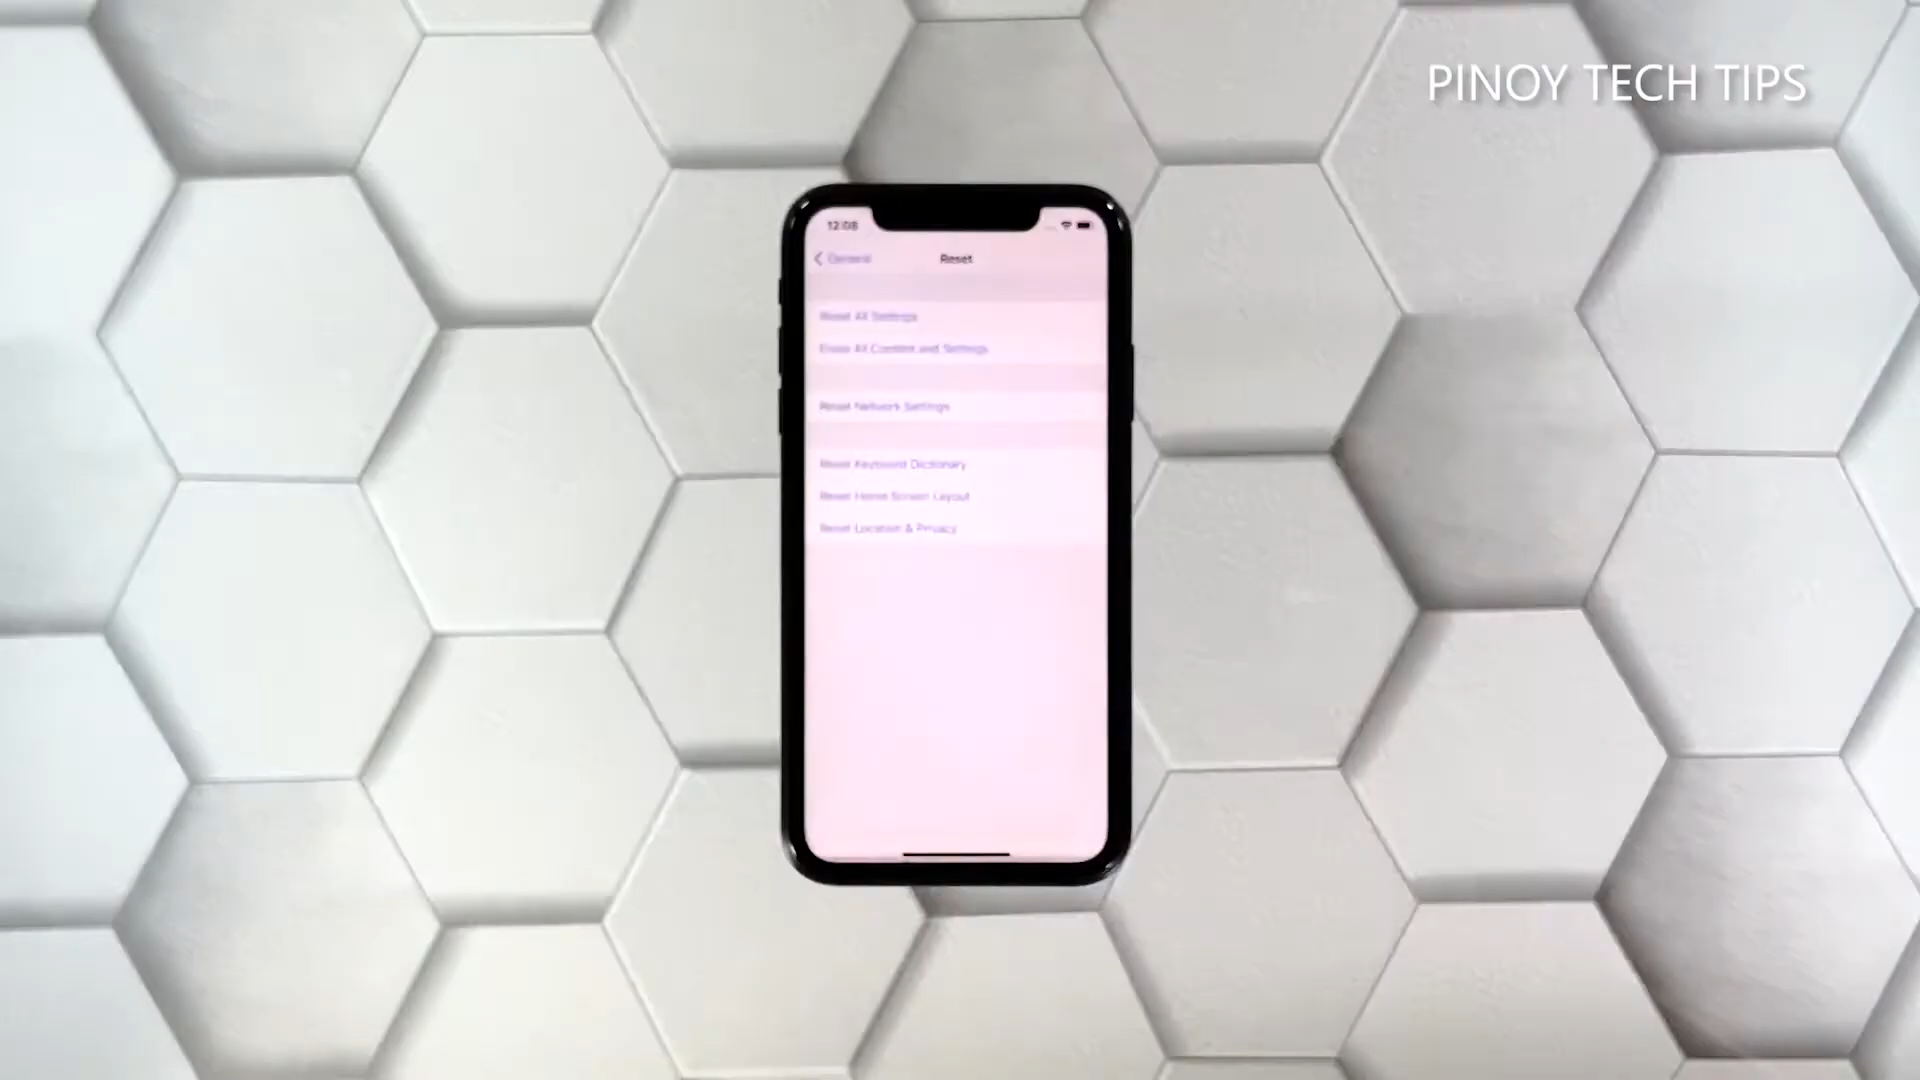 PINOY TECH TIPS
12:08
General
Reset
Reset All Settings
Erase All Content and Settings
Reset Network Settings
Reset Keyboard Dictionary
Reset Home Screen Layout
Reset Location & Privacy